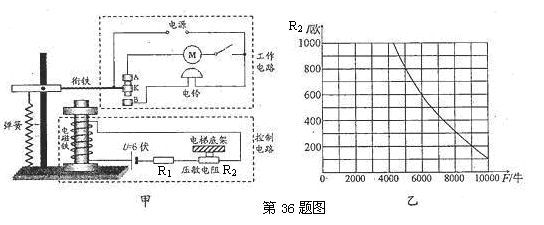 电源
M
工作
电路
A
K
B
衔铁
电铃
弹簧
电磁铁
U=6 伏
电梯底架
控制
电路
R1
压敏电阻
R2
甲
R2/欧
1000
800
600
400
200
0
2000
4000
6000
8000
10000
F/牛
乙
第 36 题图